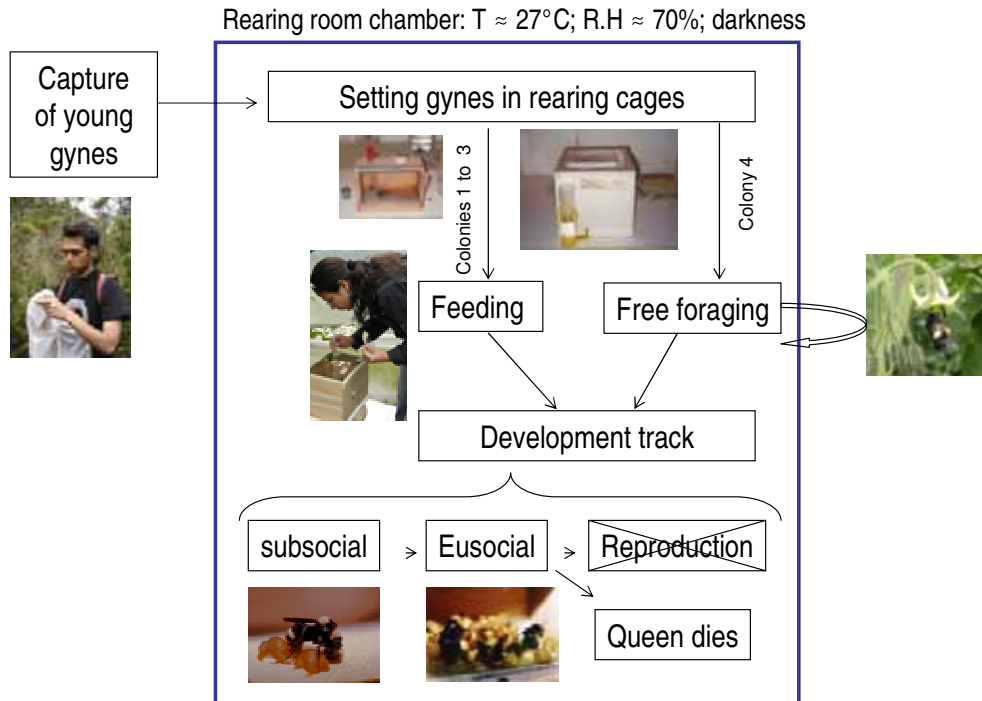 Rearing room chamber: T ≈ 27°C; R.H ≈ 70%; darkness
Capture
of young
gynes
Setting gynes in rearing cages
Colonies 1 to 3
Colony 4
Feeding
Free foraging
Development track
subsocial
Eusocial
Reproduction
Queen dies